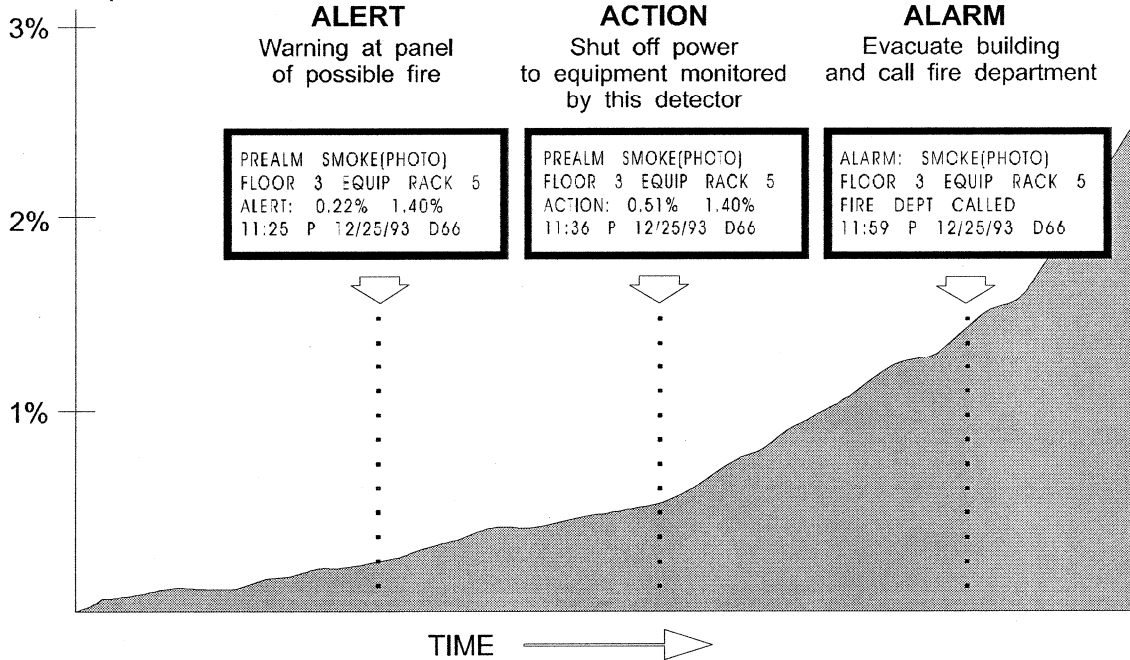 3%
2%
1%
ALERT
Warning at panel
of possible fire
PREALM SMOKE(PHOTO)
FLOOR 3 EQUIP RACK 5
ALERT: 0.22% 1.40%
11:25 P 12/25/93 D66
ACTION
Shut off power
to equipment monitored
by this detector
PREALM SMOKE(PHOTO)
FLOOR 3 EQUIP RACK 5
ACTION: 0.51% 1.40%
11:36 P 12/25/93 D66
ALARM
Evacuate building
and call fire department
ALARM: SMOKE(PHOTO)
FLOOR 3 EQUIP RACK 5
FIRE DEPT CALLED
11:59 P 12/25/93 D66
TIME